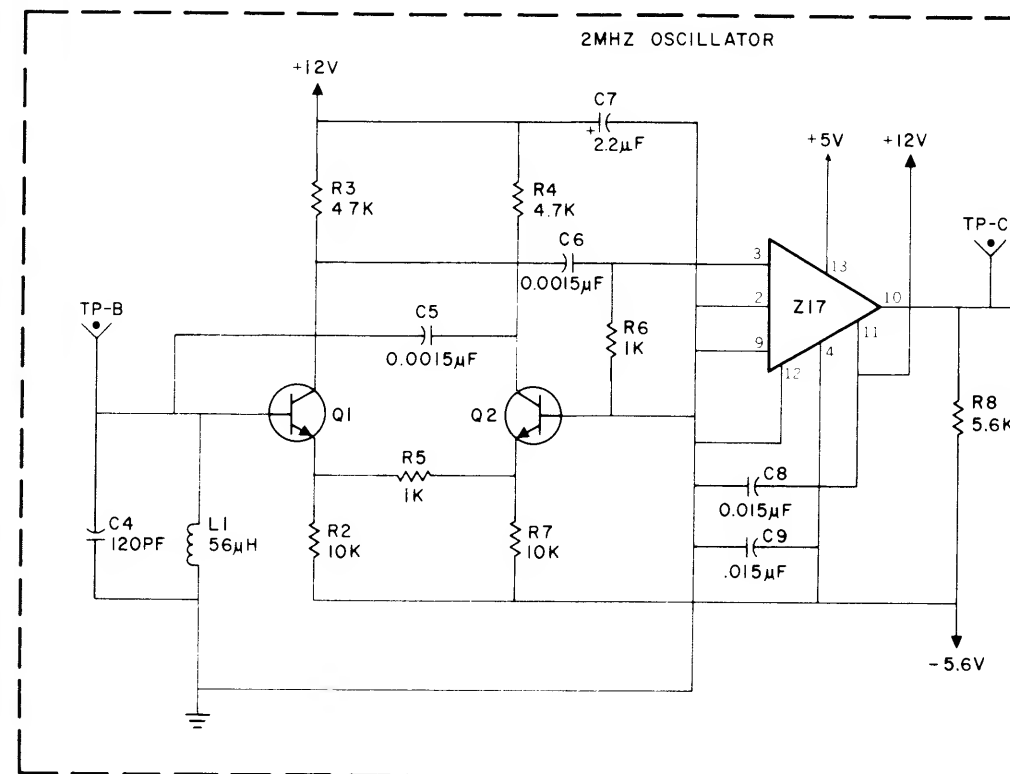 2MHZ OSCILLATOR
+12V
C7
+
2.2µF
+5V
+12V
R3
4.7K
R4
4.7K
TP-C
C6
0.0015µF
3
13
TP-B
C5
0.0015µF
R6
1K
2
Z17
10
11
9
4
12
Q1
Q2
R8
5.6K
R5
1K
C8
0.015µF
C4
120PF
L1
56µH
R2
10K
R7
10K
C9
.015µF
-5.6V